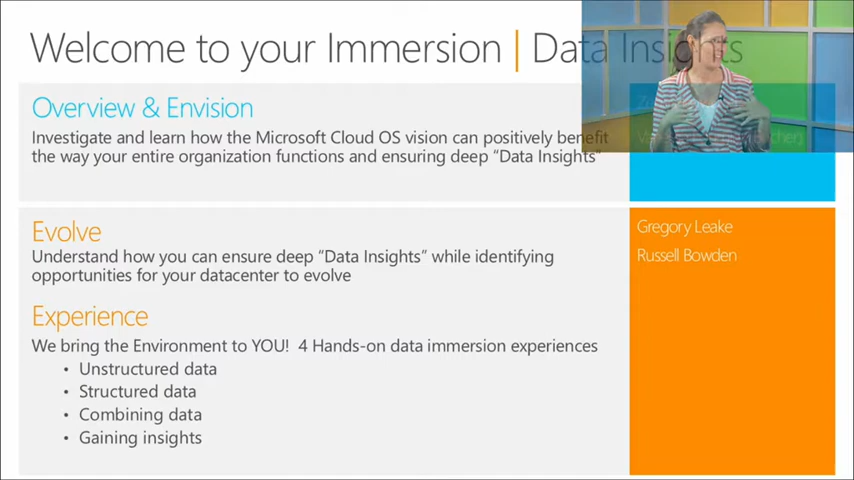 Welcome to your Immersion | Data Insights
Overview & Envision
Investigate and learn how the Microsoft Cloud OS vision can positively benefit
the way your entire organization functions and ensuring deep “Data Insights”
Evolve
Understand how you can ensure deep “Data Insights” while identifying
opportunities for your datacenter to evolve
Gregory Leake
Russell Bowden
Experience
We bring the Environment to YOU! 4 Hands-on data immersion experiences
• Unstructured data
• Structured data
• Combining data
• Gaining insights